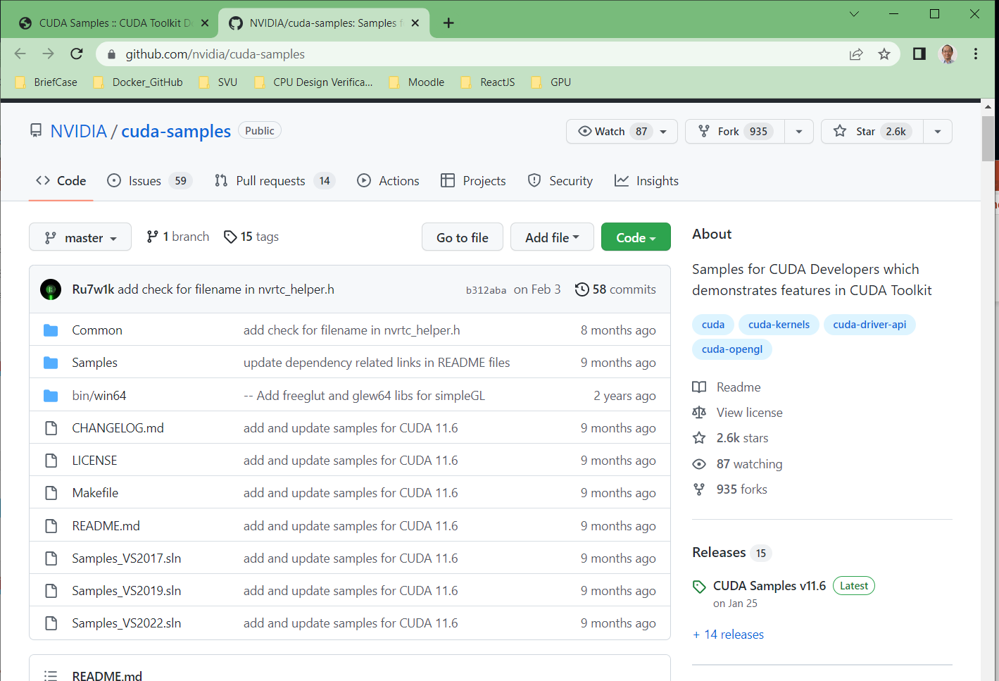 CUDA Samples :: CUDA Toolkit D
NVIDIA/cuda-samples: Samples f
github.com/nvidia/cuda-samples
BriefCase
Docker_GitHub
SVU
CPU Design Verifica...
Moodle
ReactJS
GPU
NVIDIA / cuda-samples Public
Watch 87
Fork 935
Star 2.6k
Code
Issues 59
Pull requests 14
Actions
Projects
Security
Insights
master
1 branch
15 tags
Go to file
Add file
Code
Ru7w1k add check for filename in nvrtc_helper.h b312aba on Feb 3 58 commits
Common add check for filename in nvrtc_helper.h 8 months ago
Samples update dependency related links in README files 9 months ago
bin/win64 -- Add freeglut and glew64 libs for simpleGL 2 years ago
CHANGELOG.md add and update samples for CUDA 11.6 9 months ago
LICENSE add and update samples for CUDA 11.6 9 months ago
Makefile add and update samples for CUDA 11.6 9 months ago
README.md add and update samples for CUDA 11.6 9 months ago
Samples_VS2017.sln add and update samples for CUDA 11.6 9 months ago
Samples_VS2019.sln add and update samples for CUDA 11.6 9 months ago
Samples_VS2022.sln add and update samples for CUDA 11.6 9 months ago
README.md
About
Samples for CUDA Developers which
demonstrates features in CUDA Toolkit
cuda
cuda-kernels
cuda-driver-api
cuda-opengl
Readme
View license
2.6k stars
87 watching
935 forks
Releases 15
CUDA Samples v11.6 Latest
on Jan 25
+ 14 releases